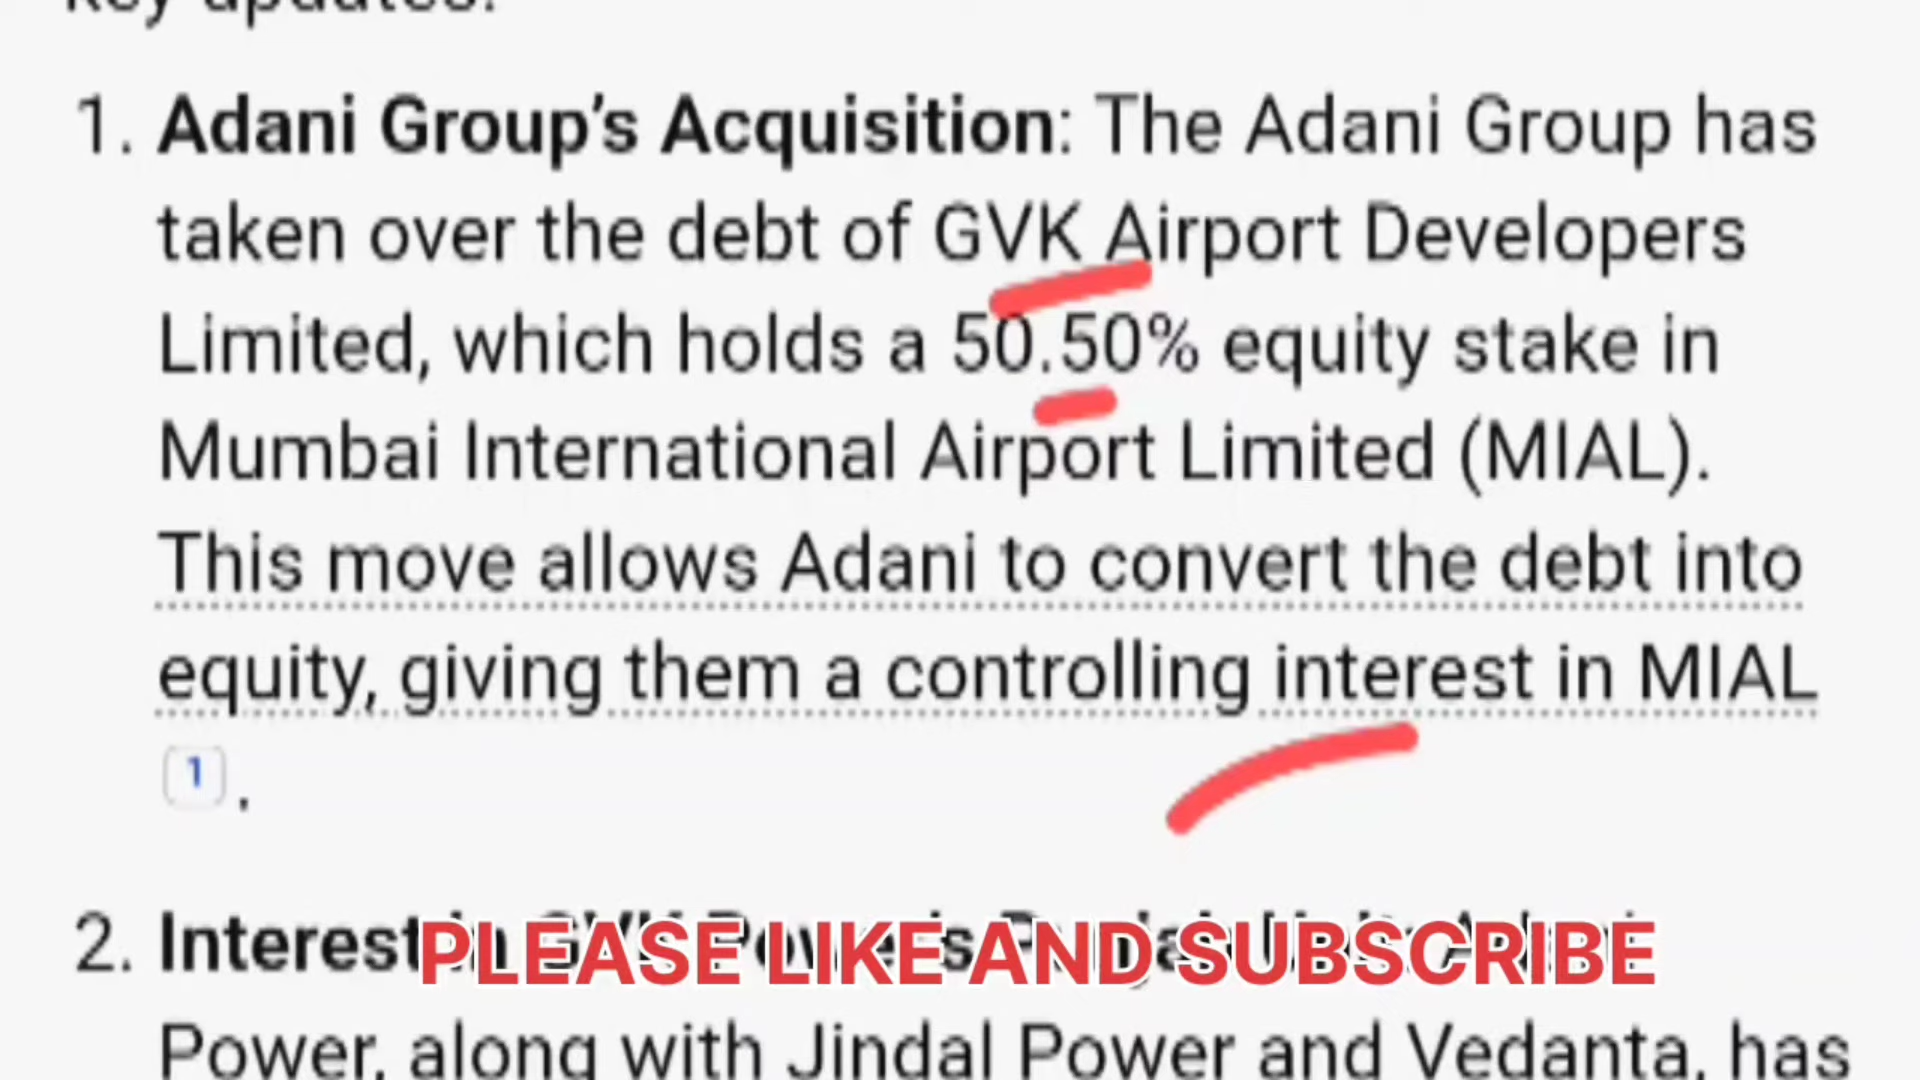 key updates:
1. Adani Group's Acquisition: The Adani Group has
taken over the debt of GVK Airport Developers
Limited, which holds a 50.50% equity stake in
Mumbai International Airport Limited (MIAL).
This move allows Adani to convert the debt into
equity, giving them a controlling interest in MIAL
1.
2. Interest
PLEASE LIKE AND SUBSCRIBE
Power, along with Jindal Power and Vedanta, has